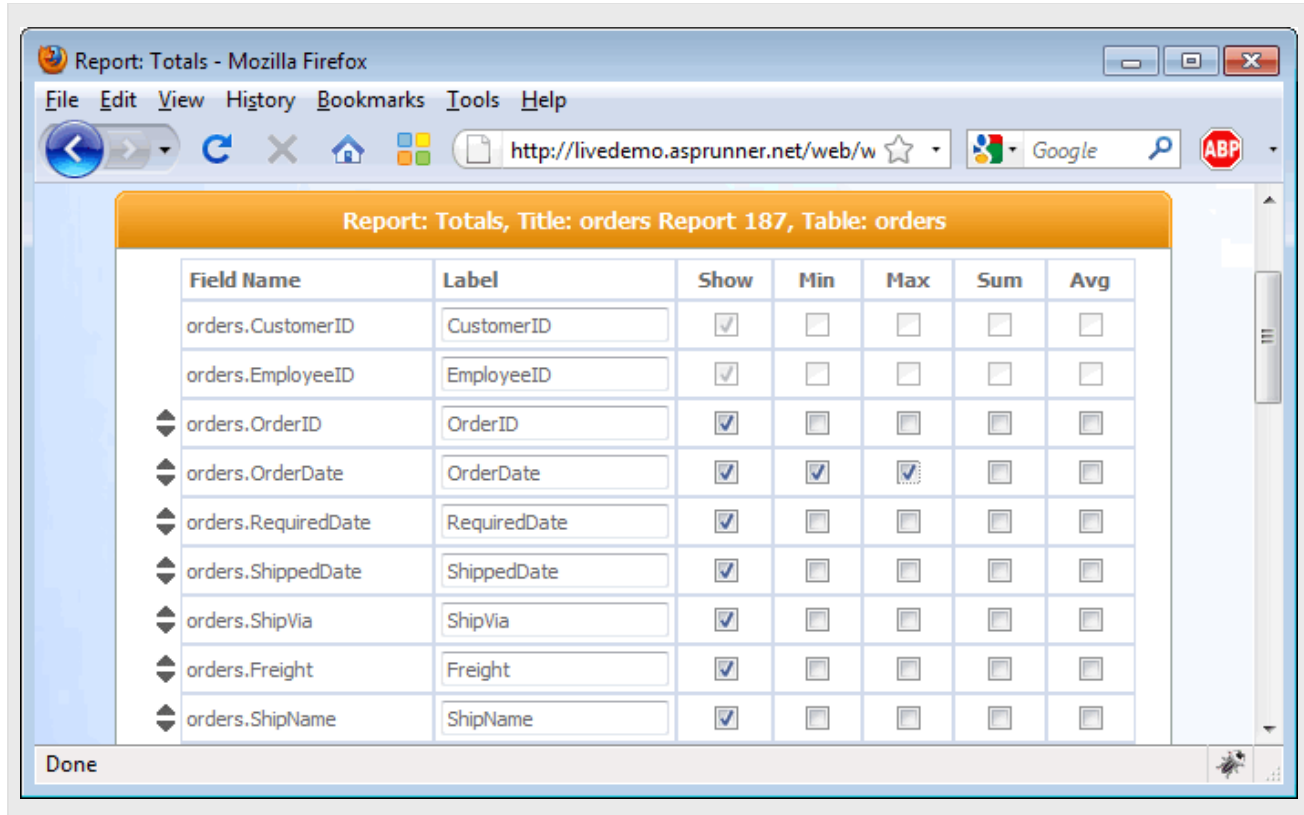 Report: Totals - Mozilla Firefox
File Edit View History Bookmarks Tools Help
http://livedemo.asprunner.net/web/w Google ABP
Report: Totals, Title: orders Report 187, Table: orders
Field Name Label Show Min Max Sum Avg
orders.CustomerID CustomerID
orders.EmployeeID EmployeeID
orders.OrderID OrderID
orders.OrderDate OrderDate
orders.RequiredDate RequiredDate
orders.ShippedDate ShippedDate
orders.ShipVia ShipVia
orders.Freight Freight
orders.ShipName ShipName
Done